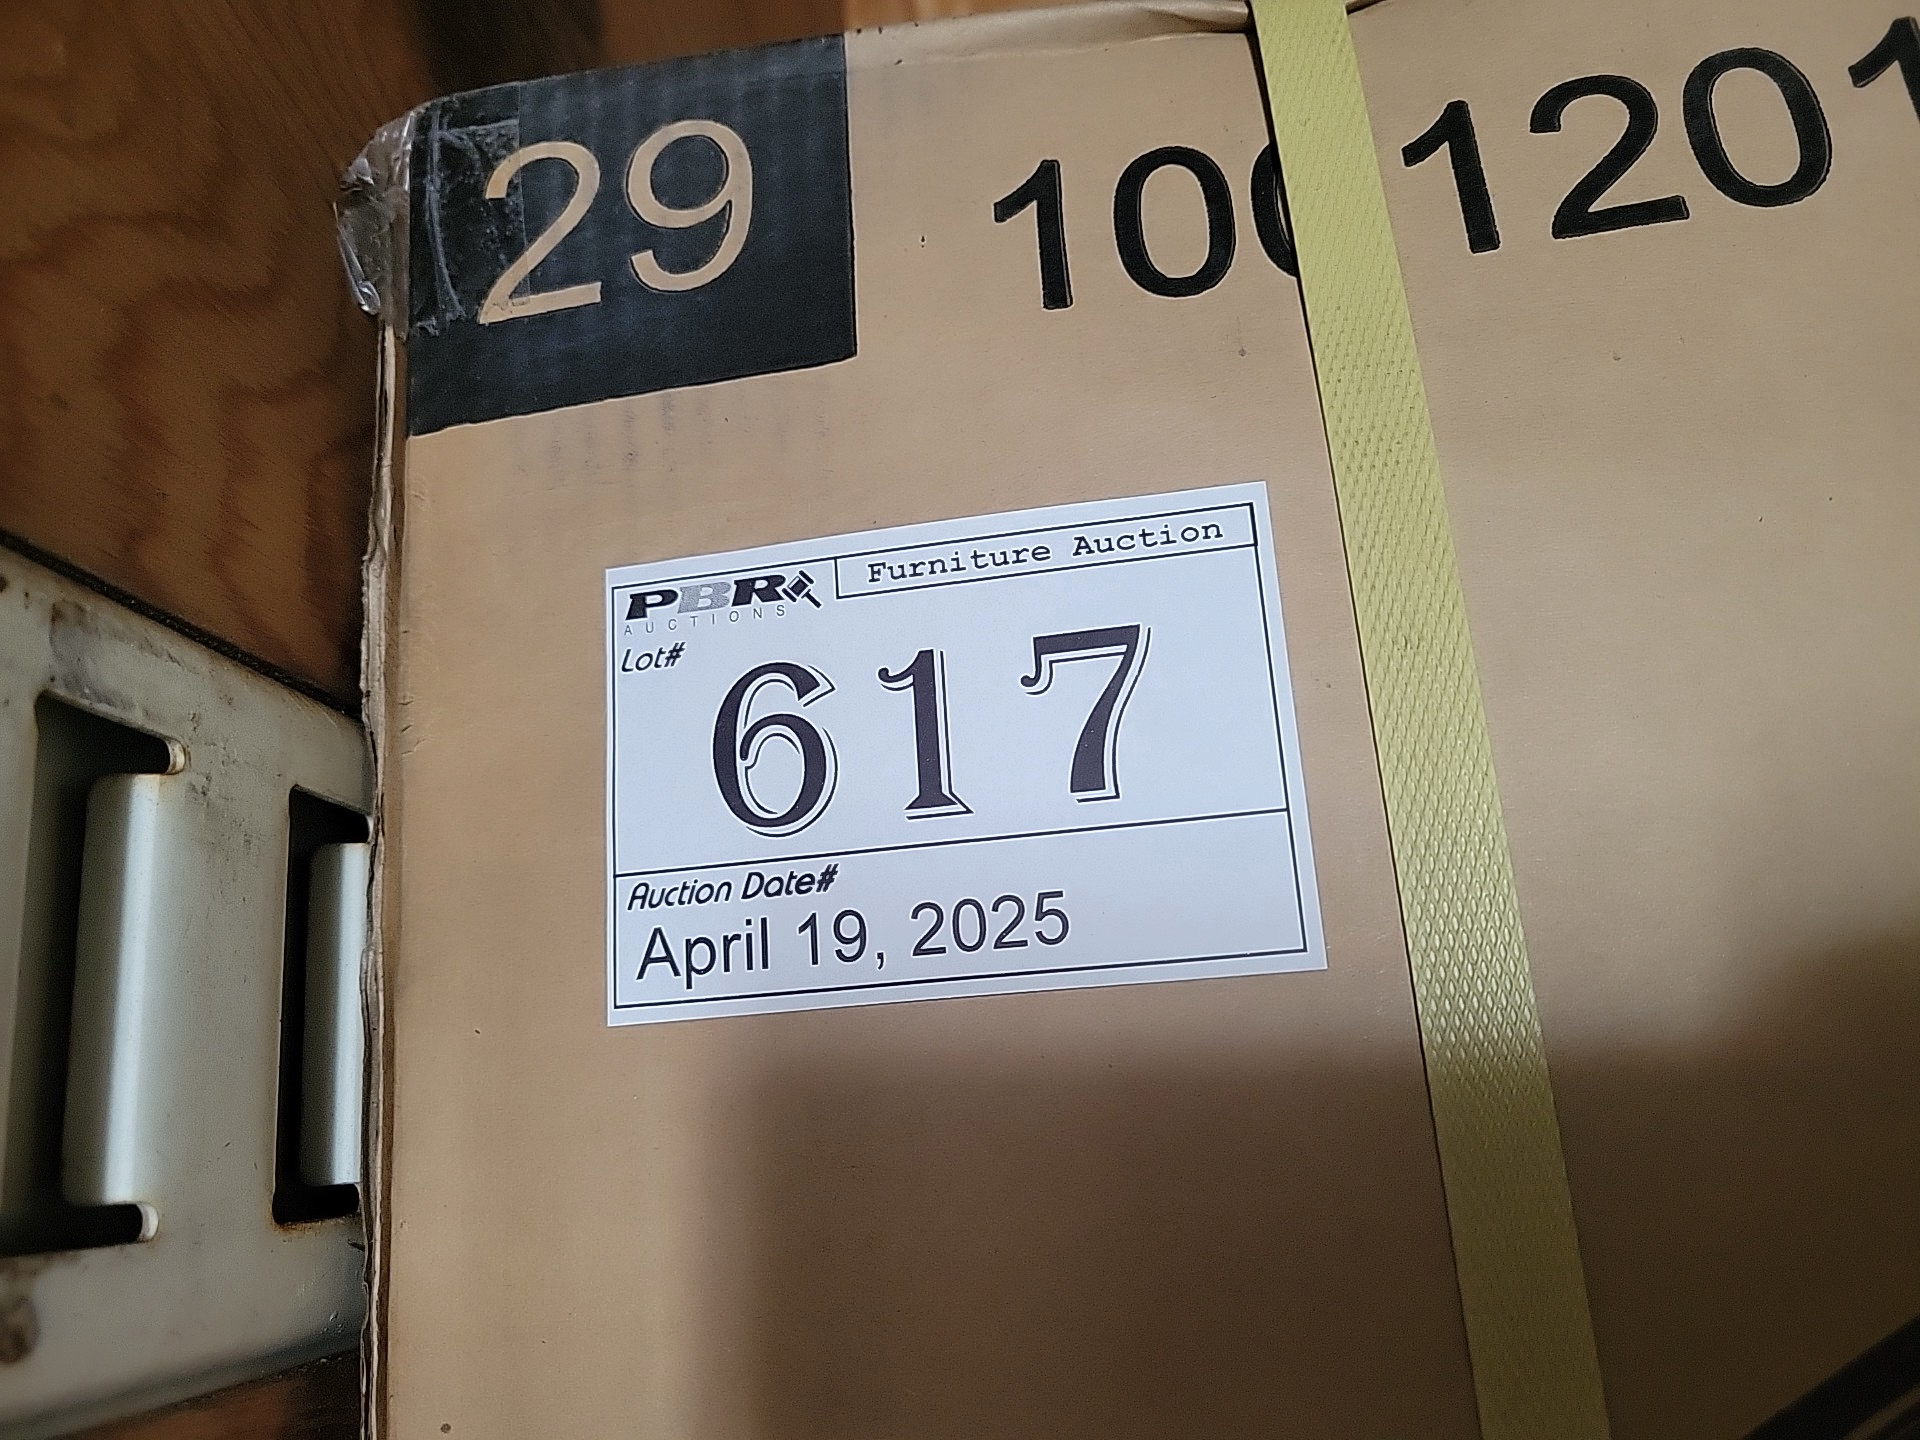 29 100 1201
PBR
AUCTIONS
Furniture Auction
Lot#
617
Auction Date#
April 19, 2025